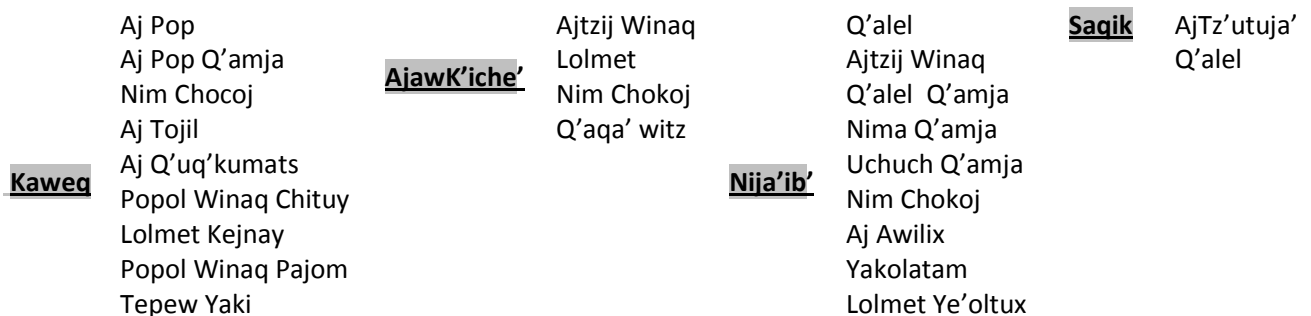 Kaweq
Aj Pop
Aj Pop Q’amja
Nim Chocoj
Aj Tojil
Aj Q’uq’kumats
Popol Winaq Chituy
Lolmet Kejnay
Popol Winaq Pajom
Tepew Yaki
AjawK’iche’
Ajtzij Winaq
Lolmet
Nim Chokoj
Q’aqa’ witz
Nija’ib’
Q’alel
Ajtzij Winaq
Q’alel Q’amja
Nima Q’amja
Uchuch Q’amja
Nim Chokoj
Aj Awilix
Yakolatam
Lolmet Ye’oltux
Saqik
AjTz’utuja’
Q’alel